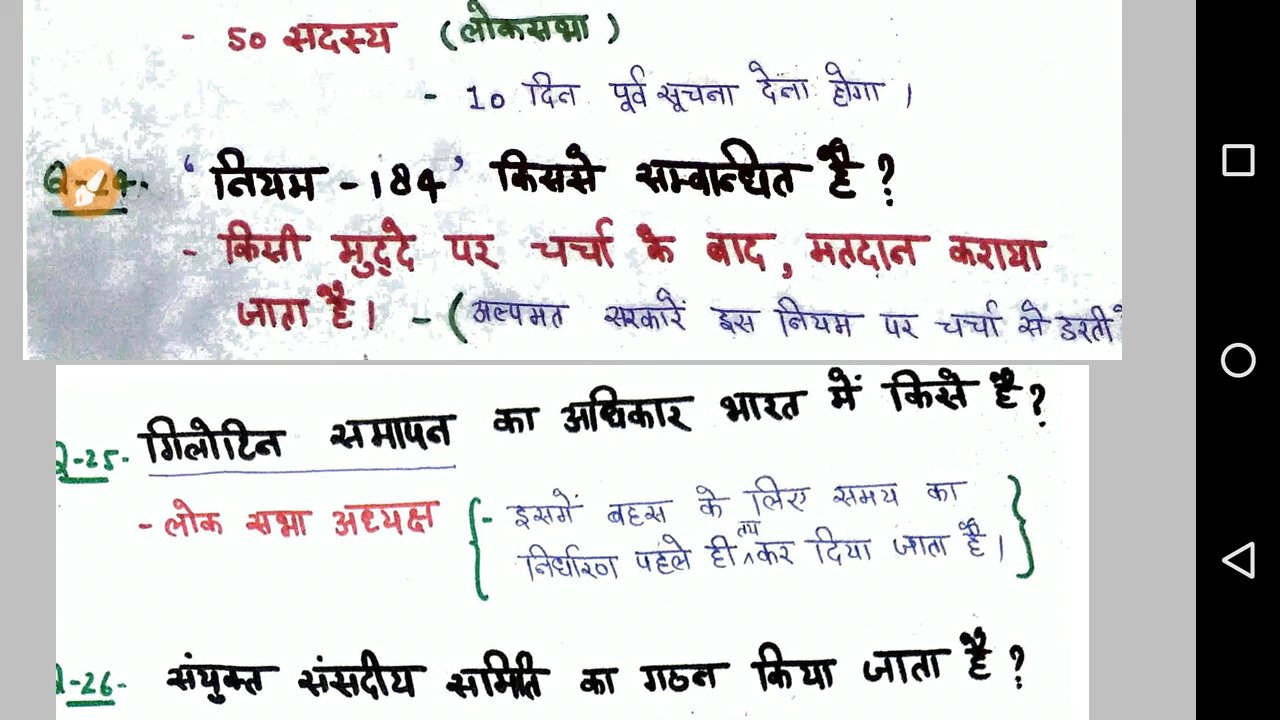 - 50 सदस्य (लोकसभा)
- 10 दिन पूर्व सूचना देना होगा ।
Q-24. 'नियम - 184' किससे सम्बन्धित है ?
- किसी मुद्दे पर चर्चा के बाद, मतदान कराया
जाता है। - (अल्पमत सरकारें इस नियम पर चर्चा से डरती
Q-25- गिलोटिन समापन का अधिकार भारत में किसे है ?
- लोक सभा अध्यक्ष { - इसमें बहस के लिए समय का
निर्धारण पहले ही तय कर दिया जाता है। }
Q-26- संयुक्त संसदीय समिति का गठन किया जाता है ?